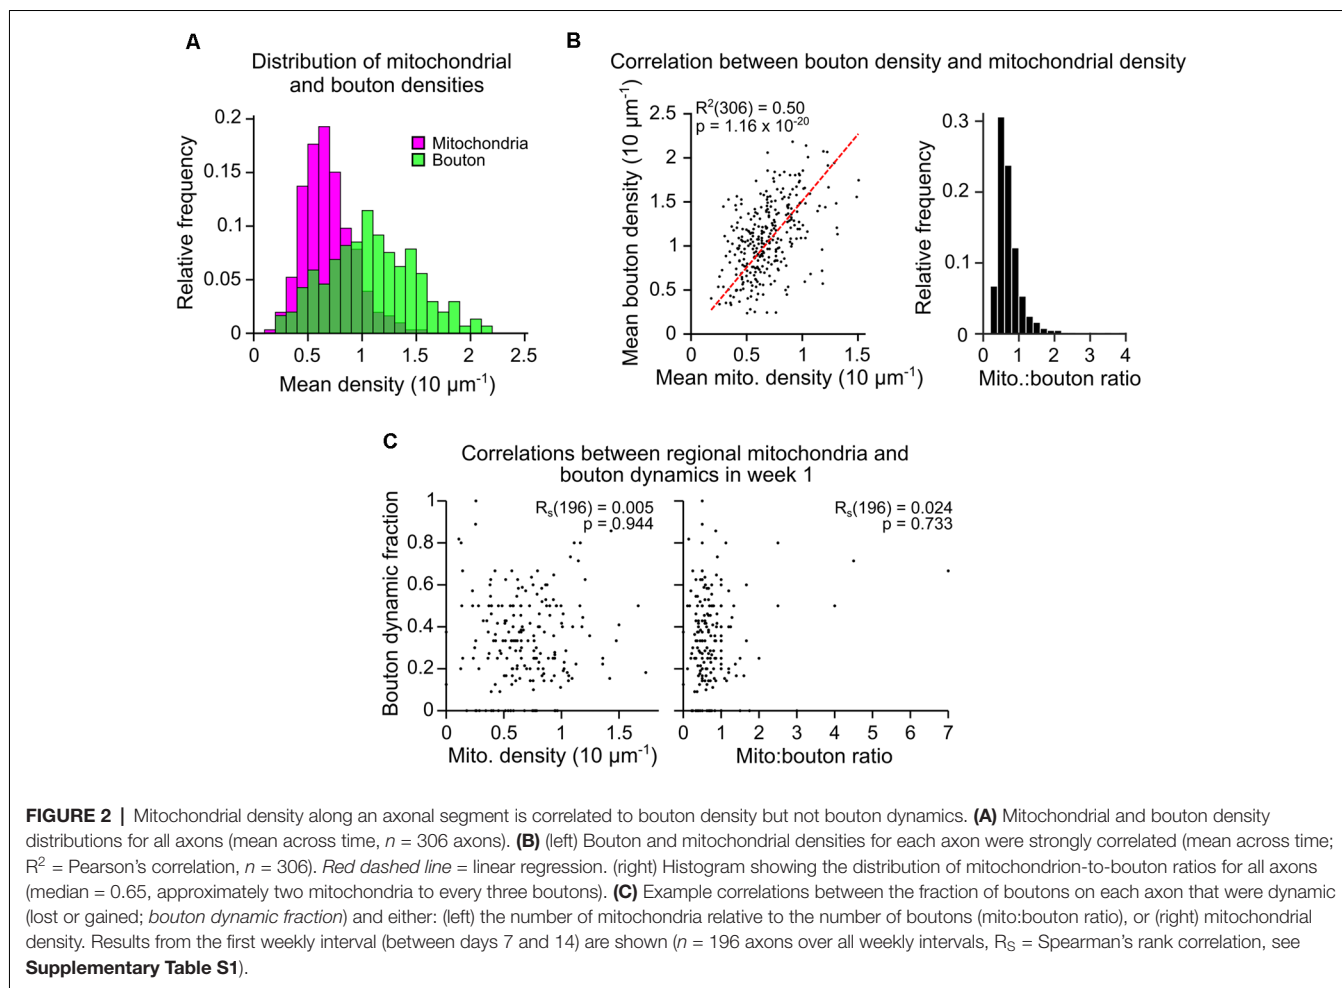 A
Distribution of mitochondrial
and bouton densities
Relative frequency
0.2
0.15
0.1
0.05
0
Mitochondria
Bouton
0 0.5 1 1.5 2 2.5
Mean density (10 µm-1)
B
Correlation between bouton density and mitochondrial density
Mean bouton density (10 µm-1)
2.5
2
1.5
1
0.5
0
R2(306) = 0.50
p = 1.16 x 10-20
0 0.5 1 1.5
Mean mito. density (10 µm-1)
Relative frequency
0.3
0.2
0.1
0
0 1 2 3 4
Mito.:bouton ratio
C
Correlations between regional mitochondria and
bouton dynamics in week 1
Bouton dynamic fraction
1
0.8
0.6
0.4
0.2
0
Rs(196) = 0.005
p = 0.944
0 0.5 1 1.5
Mito. density (10 µm-1)
Rs(196) = 0.024
p = 0.733
0 1 2 3 4 5 6 7
Mito:bouton ratio
FIGURE 2 | Mitochondrial density along an axonal segment is correlated to bouton density but not bouton dynamics. (A) Mitochondrial and bouton density
distributions for all axons (mean across time, n = 306 axons). (B) (left) Bouton and mitochondrial densities for each axon were strongly correlated (mean across time;
R2 = Pearson's correlation, n = 306). Red dashed line = linear regression. (right) Histogram showing the distribution of mitochondrion-to-bouton ratios for all axons
(median = 0.65, approximately two mitochondria to every three boutons). (C) Example correlations between the fraction of boutons on each axon that were dynamic
(lost or gained; bouton dynamic fraction) and either: (left) the number of mitochondria relative to the number of boutons (mito:bouton ratio), or (right) mitochondrial
density. Results from the first weekly interval (between days 7 and 14) are shown (n = 196 axons over all weekly intervals, RS = Spearman's rank correlation, see
Supplementary Table S1).